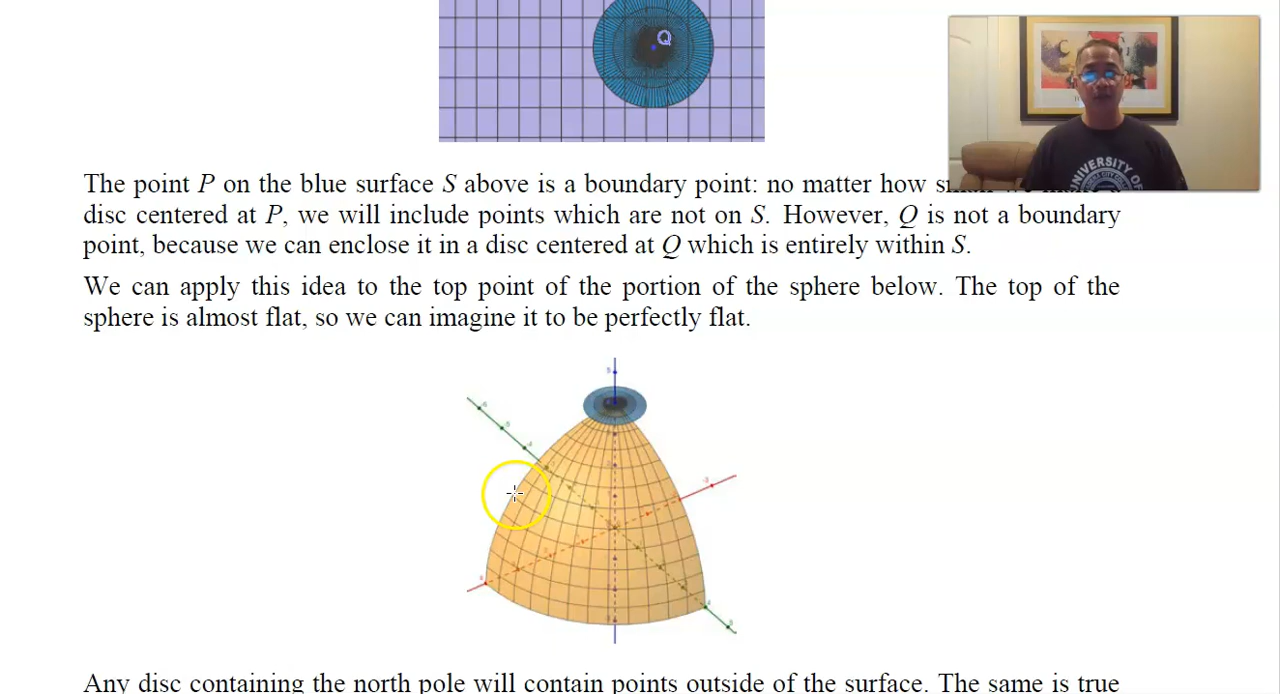 Q
The point P on the blue surface S above is a boundary point: no matter how
disc centered at P, we will include points which are not on S. However, Q is not a boundary
point, because we can enclose it in a disc centered at Q which is entirely within S.
We can apply this idea to the top point of the portion of the sphere below. The top of the
sphere is almost flat, so we can imagine it to be perfectly flat.
5
Any disc containing the north pole will contain points outside of the surface. The same is true
UNIVERSITY OF